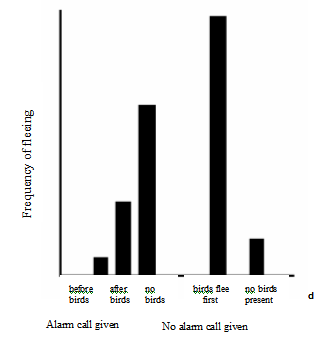 Frequency of fleeing
before after no birds flee no birds
birds birds birds first present
d
Alarm call given No alarm call given